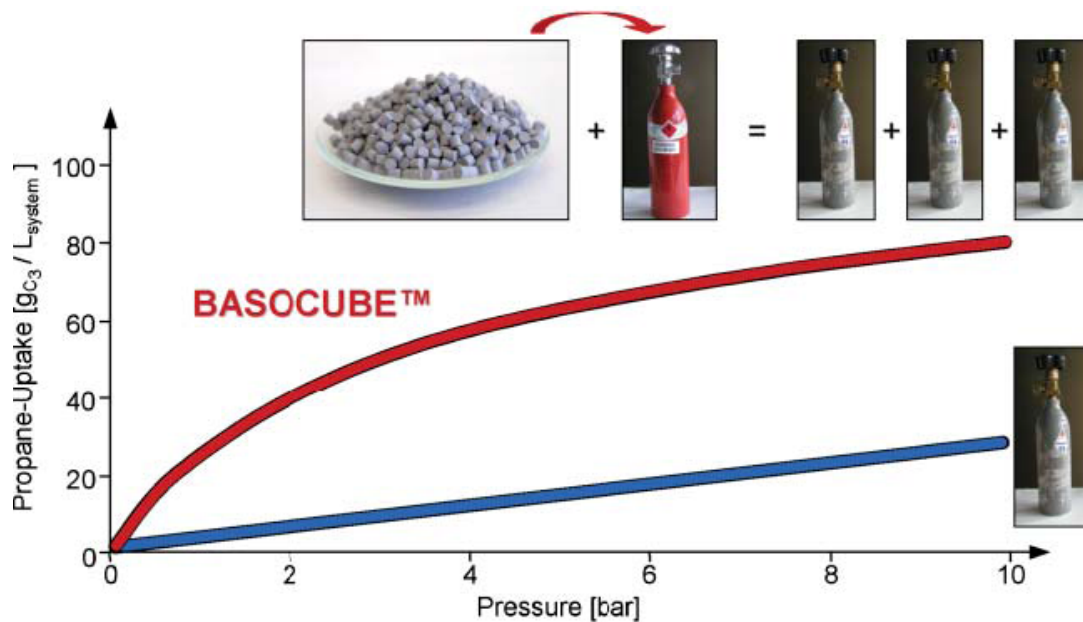 +
=
+
+
100
80
60
40
20
0
Propane-Uptake [gC3 / Lsystem]
BASOCUBE™
0 2 4 6 8 10
Pressure [bar]